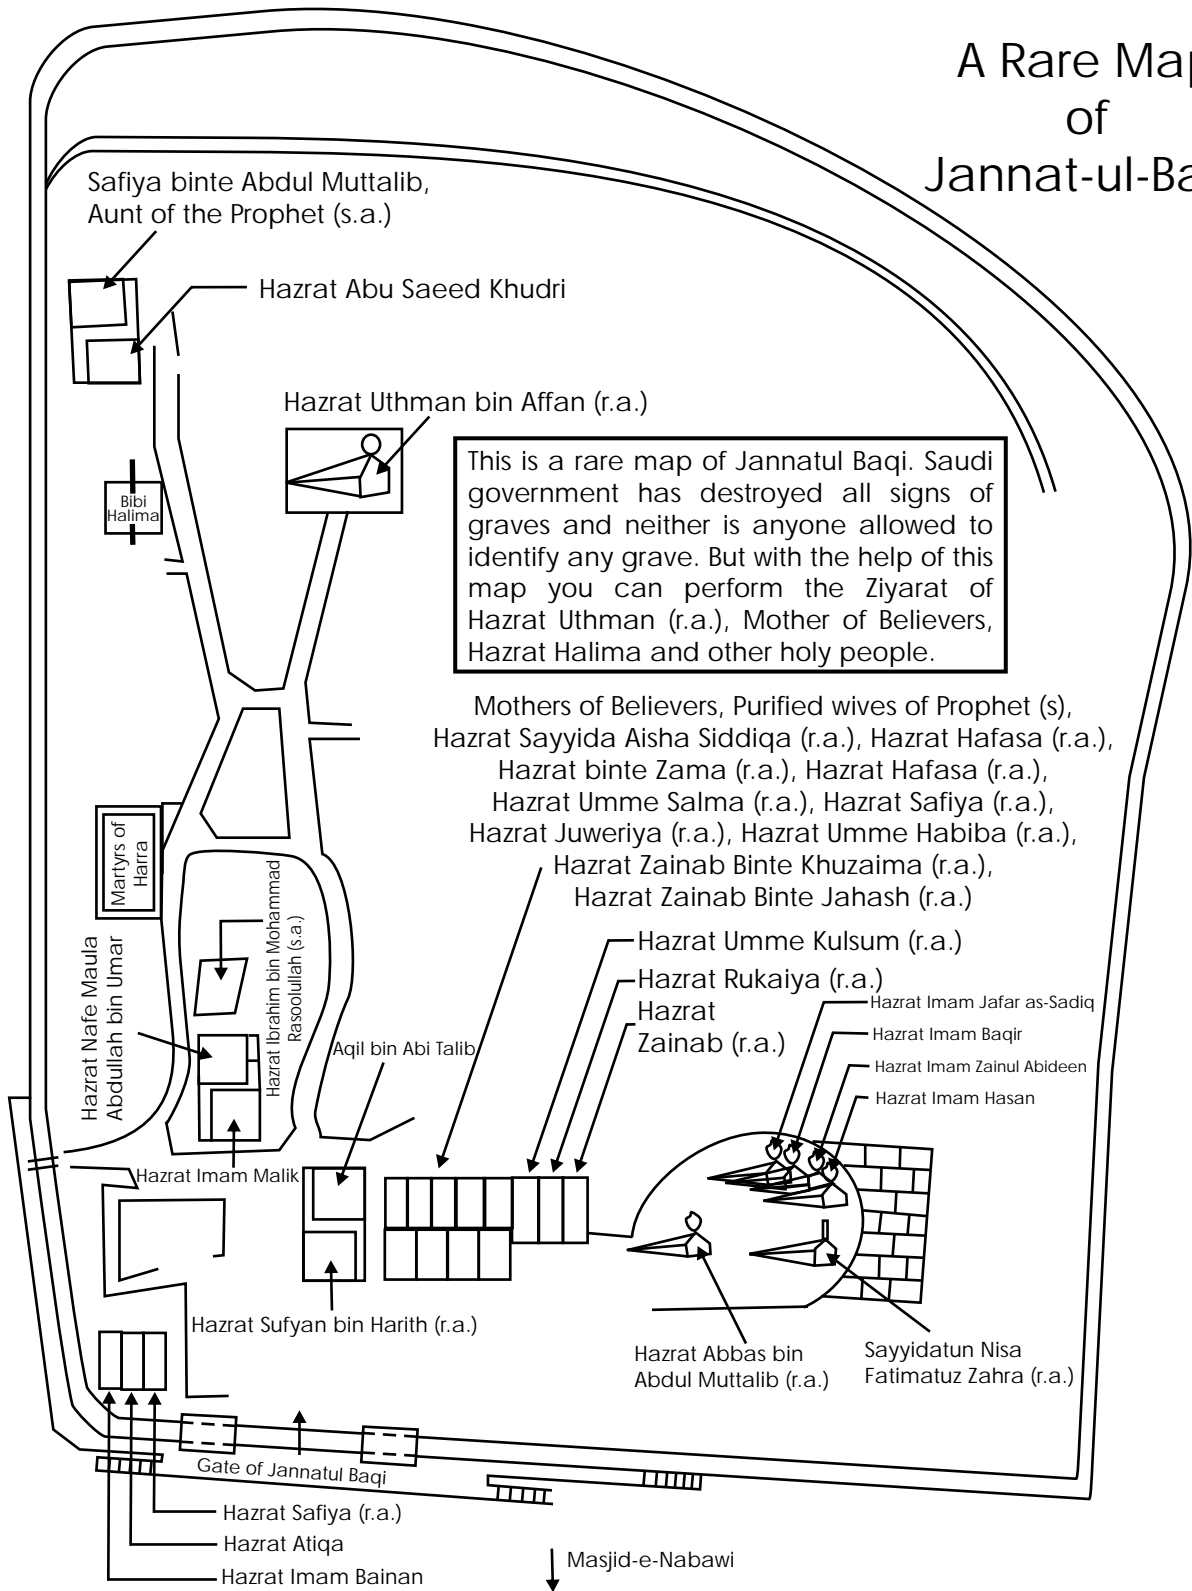 A Rare Map
of
Jannat-ul-Ba
Safiya binte Abdul Muttalib,
Aunt of the Prophet (s.a.)
Hazrat Abu Saeed Khudri
Hazrat Uthman bin Affan (r.a.)
Bibi
Halima
This is a rare map of Jannatul Baqi. Saudi
government has destroyed all signs of
graves and neither is anyone allowed to
identify any grave. But with the help of this
map you can perform the Ziyarat of
Hazrat Uthman (r.a.), Mother of Believers,
Hazrat Halima and other holy people.
Mothers of Believers, Purified wives of Prophet (s),
Hazrat Sayyida Aisha Siddiqa (r.a.), Hazrat Hafasa (r.a.),
Hazrat binte Zama (r.a.), Hazrat Hafasa (r.a.),
Hazrat Umme Salma (r.a.), Hazrat Safiya (r.a.),
Hazrat Juweriya (r.a.), Hazrat Umme Habiba (r.a.),
Hazrat Zainab Binte Khuzaima (r.a.),
Hazrat Zainab Binte Jahash (r.a.)
Martyrs of
Harra
Hazrat Nafe Maula
Abdullah bin Umar
Hazrat Ibrahim bin Mohammad
Rasoolullah (s.a.)
Hazrat Umme Kulsum (r.a.)
Hazrat Rukaiya (r.a.)
Hazrat
Zainab (r.a.)
Hazrat Imam Jafar as-Sadiq
Hazrat Imam Baqir
Hazrat Imam Zainul Abideen
Hazrat Imam Hasan
Aqil bin Abi Talib
Hazrat Imam Malik
Hazrat Sufyan bin Harith (r.a.)
Hazrat Abbas bin
Abdul Muttalib (r.a.)
Sayyidatun Nisa
Fatimatuz Zahra (r.a.)
Gate of Jannatul Baqi
Hazrat Safiya (r.a.)
Hazrat Atiqa
Hazrat Imam Bainan
Masjid-e-Nabawi